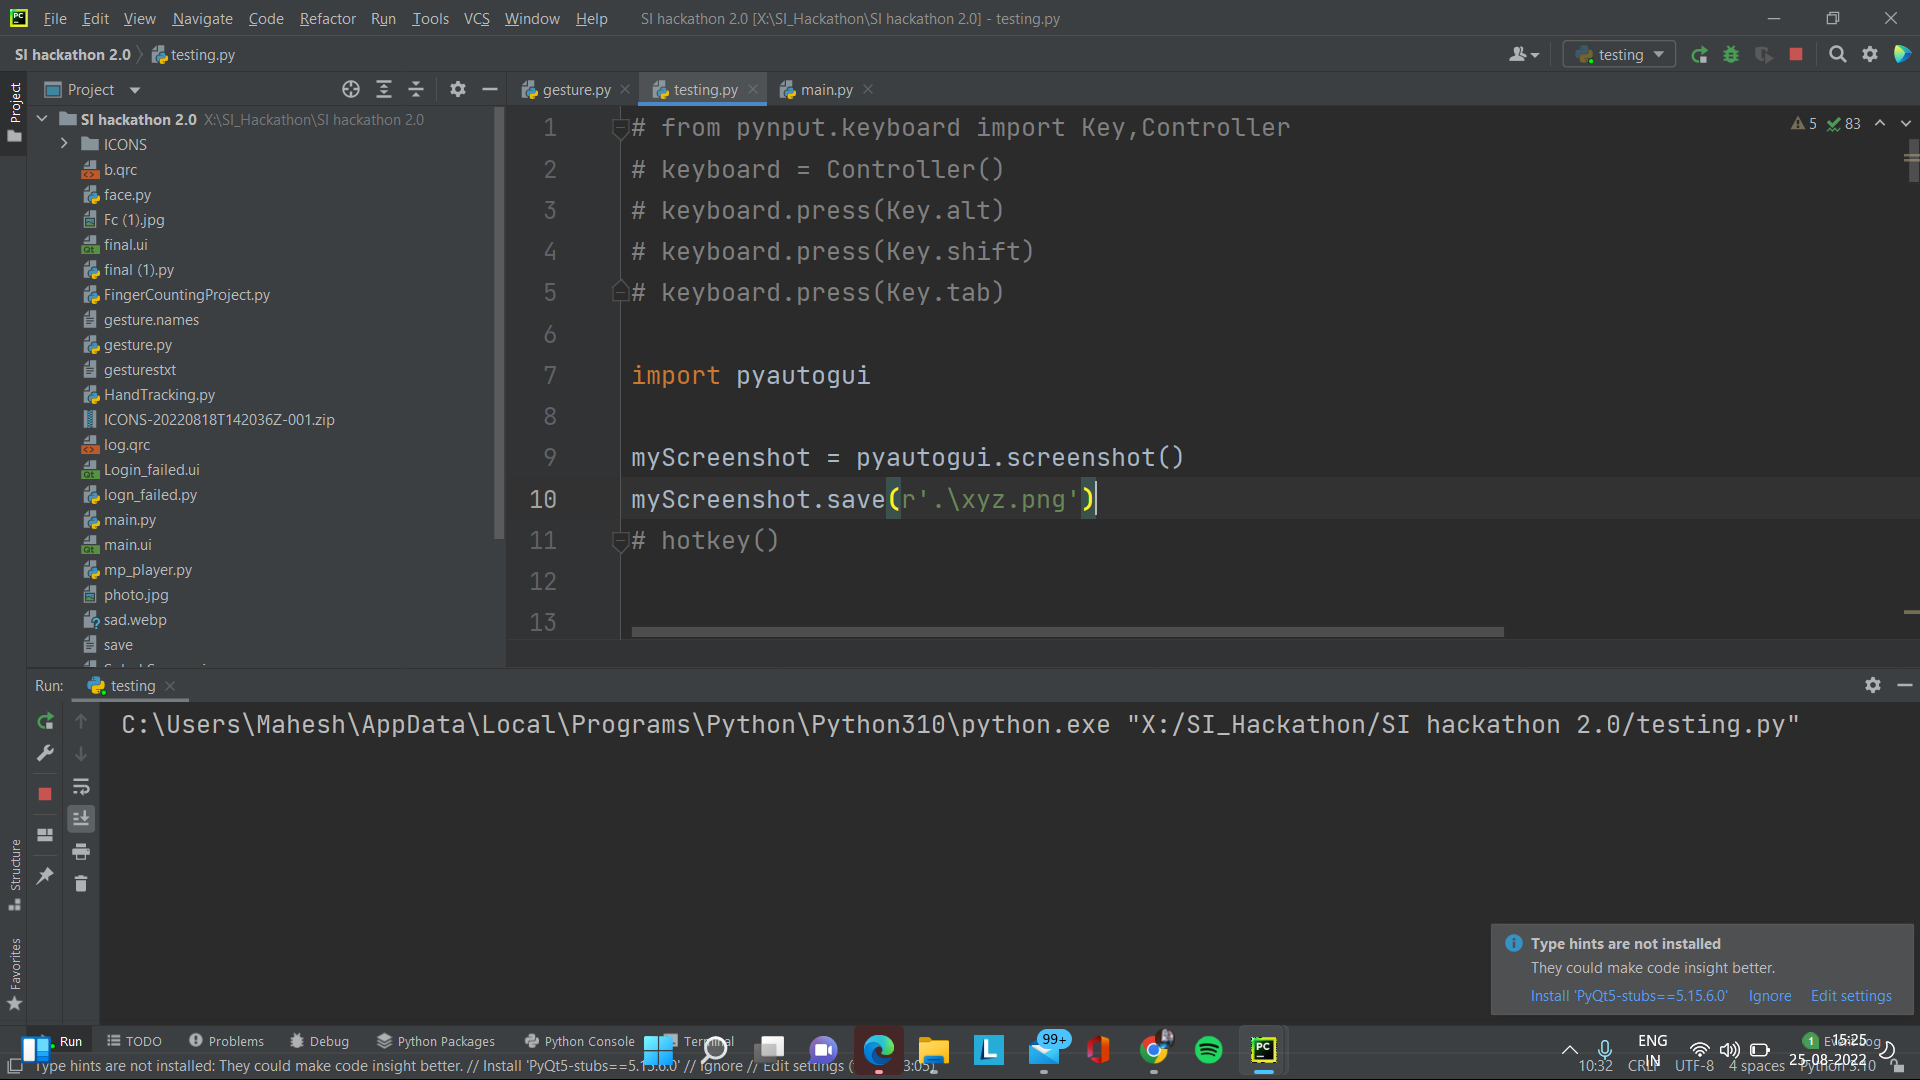 File Edit View Navigate Code Refactor Run Tools VCS Window Help SI hackathon 2.0 [X:\SI_Hackathon\SI hackathon 2.0] - testing.py
SI hackathon 2.0 testing.py testing
Project
Project
gesture.py testing.py main.py
SI hackathon 2.0 X:\SI_Hackathon\SI hackathon 2.0
ICONS
b.qrc
face.py
Fc (1).jpg
final.ui
final (1).py
FingerCountingProject.py
gesture.names
gesture.py
gesturestxt
HandTracking.py
ICONS-20220818T142036Z-001.zip
log.qrc
Login_failed.ui
logn_failed.py
main.py
main.ui
mp_player.py
photo.jpg
sad.webp
save
5 83
1 # from pynput.keyboard import Key,Controller
2 # keyboard = Controller()
3 # keyboard.press(Key.alt)
4 # keyboard.press(Key.shift)
5 # keyboard.press(Key.tab)
6
7 import pyautogui
8
9 myScreenshot = pyautogui.screenshot()
10 myScreenshot.save(r'.\xyz.png')
11 # hotkey()
12
13
Run: testing
C:\Users\Mahesh\AppData\Local\Programs\Python\Python310\python.exe "X:/SI_Hackathon/SI hackathon 2.0/testing.py"
Structure
Favorites
Type hints are not installed
They could make code insight better.
Install 'PyQt5-stubs==5.15.6.0' Ignore Edit settings
Run TODO Problems Debug Python Packages Python Console Terminal
99+
ENG
IN
15:25
25-08-2022
Type hints are not installed: They could make code insight better. // Install 'PyQt5-stubs==5.15.6.0' // Ignore // Edit settings
10:32 CRLF UTF-8 4 spaces Python 3.10